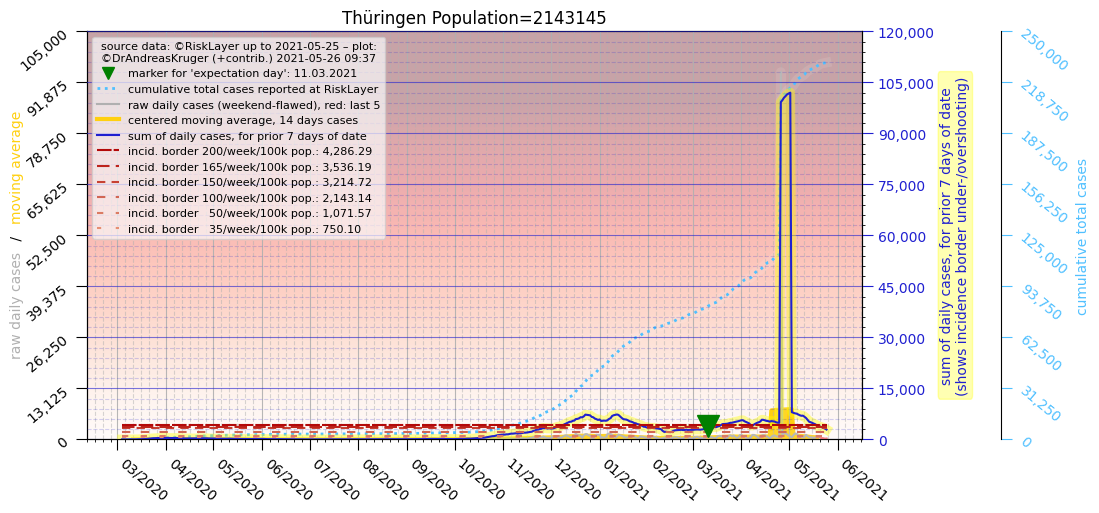 Thüringen Population=2143145
source data: ©RiskLayer up to 2021-05-25 – plot:
©DrAndreasKruger (+contrib.) 2021-05-26 09:37
marker for 'expectation day': 11.03.2021
cumulative total cases reported at RiskLayer
raw daily cases (weekend-flawed), red: last 5
centered moving average, 14 days cases
sum of daily cases, for prior 7 days of date
incid. border 200/week/100k pop.: 4,286.29
incid. border 165/week/100k pop.: 3,536.19
incid. border 150/week/100k pop.: 3,214.72
incid. border 100/week/100k pop.: 2,143.14
incid. border   50/week/100k pop.: 1,071.57
incid. border   35/week/100k pop.: 750.10
raw daily cases / moving average
105,000
91,875
78,750
65,625
52,500
39,375
26,250
13,125
0
03/2020
04/2020
05/2020
06/2020
07/2020
08/2020
09/2020
10/2020
11/2020
12/2020
01/2021
02/2021
03/2021
04/2021
05/2021
06/2021
120,000
105,000
90,000
75,000
60,000
45,000
30,000
15,000
0
sum of daily cases, for prior 7 days of date
(shows incidence border under-/overshooting)
250,000
218,750
187,500
156,250
125,000
93,750
62,500
31,250
0
cumulative total cases